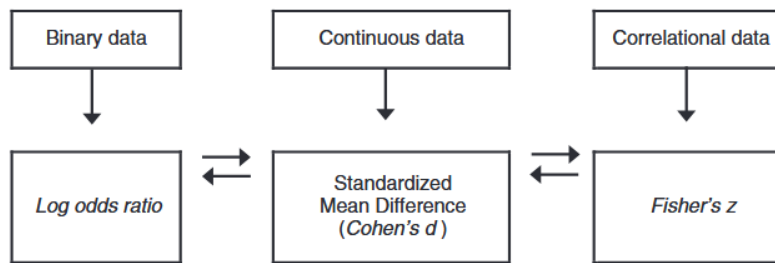 Binary data
Continuous data
Correlational data
Log odds ratio
Standardized
Mean Difference
(Cohen's d )
Fisher's z